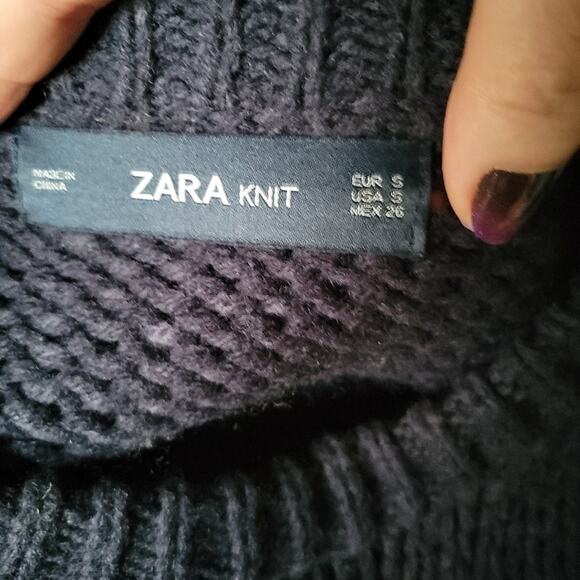 MADE IN
CHINA
ZARA KNIT
EUR S
USA S
MEX 26